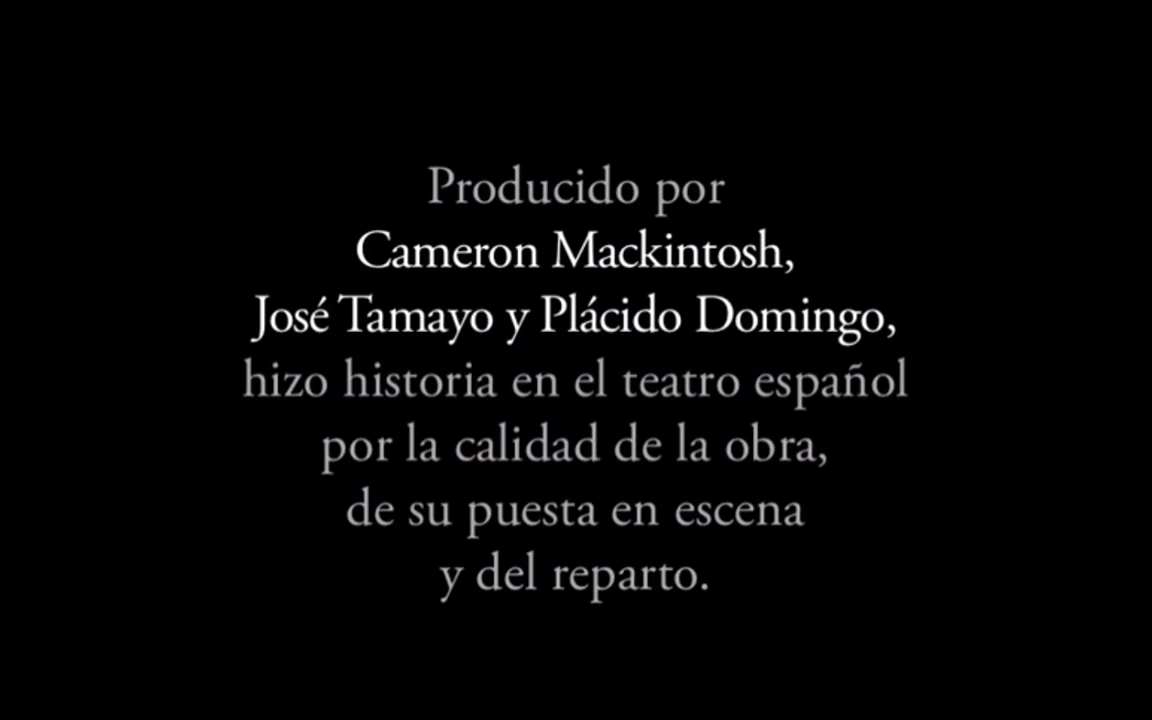 Producido por
Cameron Mackintosh,
José Tamayo y Plácido Domingo,
hizo historia en el teatro español
por la calidad de la obra,
de su puesta en escena
y del reparto.